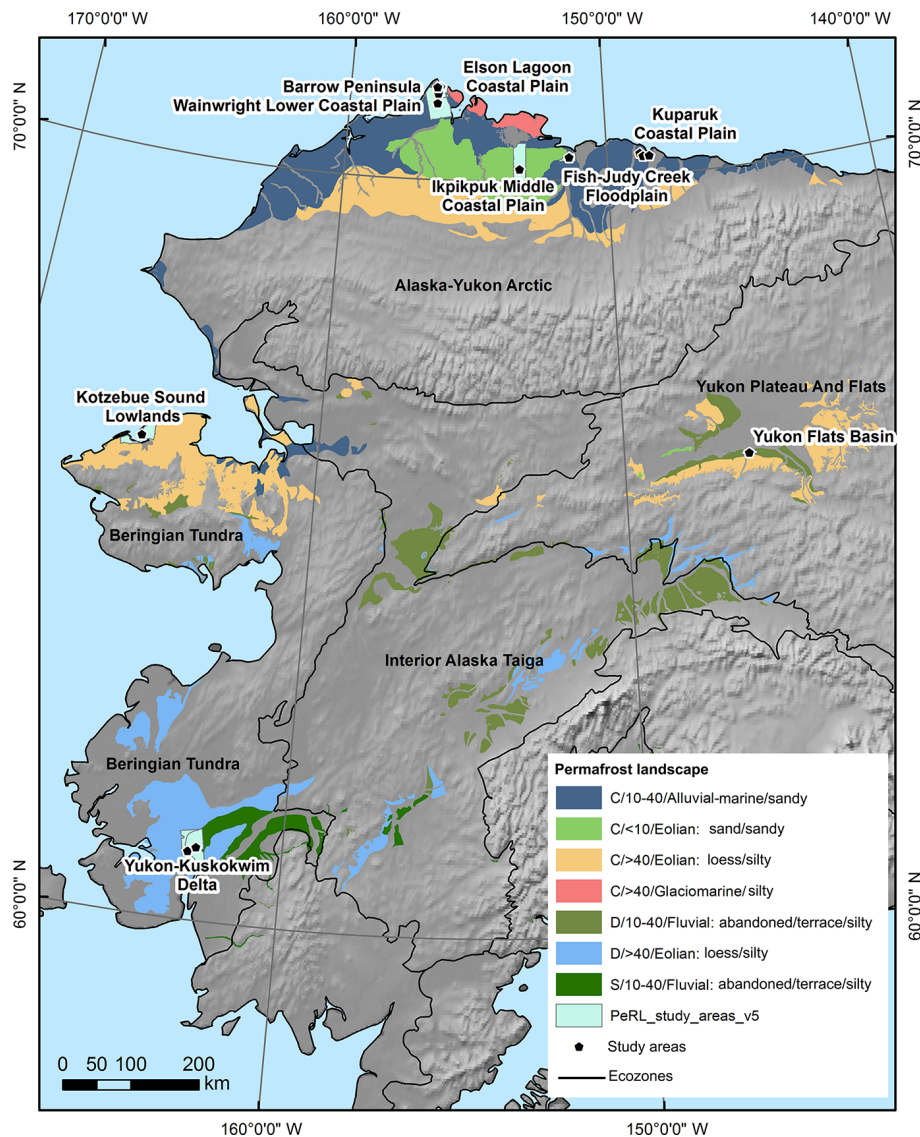 170°0'0" W
160°0'0" W
150°0'0" W
140°0'0" W
70°0'0" N
70°0'0" N
Barrow Peninsula
Wainwright Lower Coastal Plain
Elson Lagoon
Coastal Plain
Kuparuk
Coastal Plain
Ikpikpuk Middle
Coastal Plain
Fish-Judy Creek
Floodplain
Alaska-Yukon Arctic
Kotzebue Sound
Lowlands
Yukon Plateau And Flats
Yukon Flats Basin
Beringian Tundra
Interior Alaska Taiga
Beringian Tundra
Yukon-Kuskokwim
Delta
60°0'0" N
60°0'0" N
Permafrost landscape
C/10-40/Alluvial-marine/sandy
C/<10/Eolian: sand/sandy
C/>40/Eolian: loess/silty
C/>40/Glaciomarine/silty
D/10-40/Fluvial: abandoned/terrace/silty
D/>40/Eolian: loess/silty
S/10-40/Fluvial: abandoned/terrace/silty
PeRL_study_areas_v5
Study areas
Ecozones
0 50 100 200
km
160°0'0" W
150°0'0" W